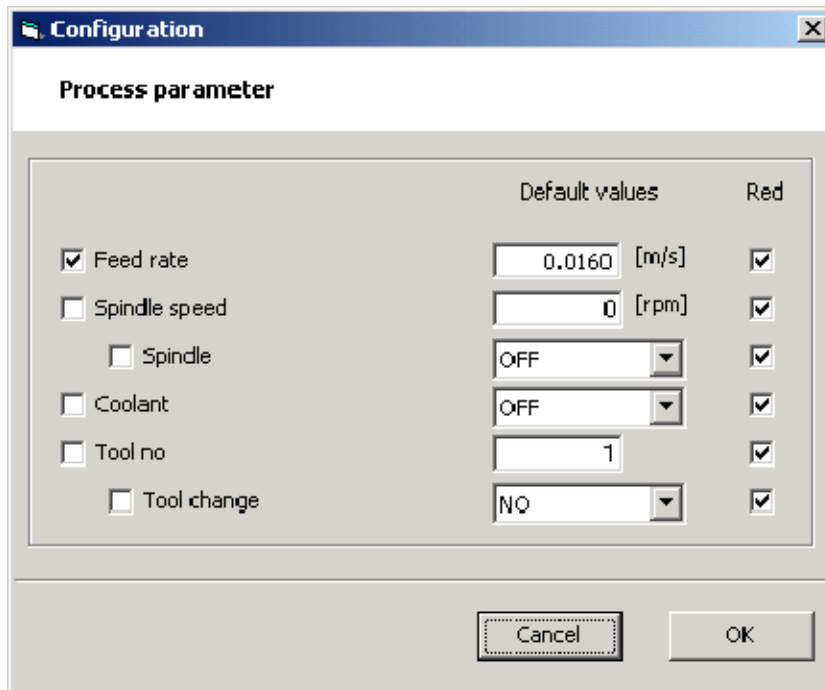 Configuration
Process parameter
Default values Red
Feed rate 0.0160 [m/s]
Spindle speed 0 [rpm]
Spindle OFF
Coolant OFF
Tool no 1
Tool change NO
Cancel OK